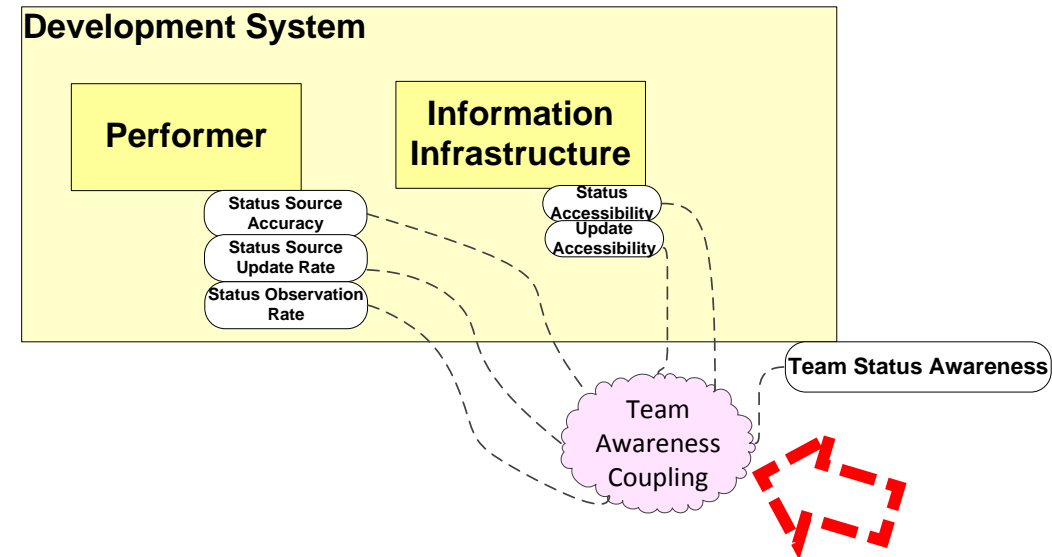 Development System
Performer
Information
Infrastructure
Status Source
Accuracy
Status Source
Update Rate
Status Observation
Rate
Status
Accessibility
Update
Accessibility
Team Status Awareness
Team
Awareness
Coupling